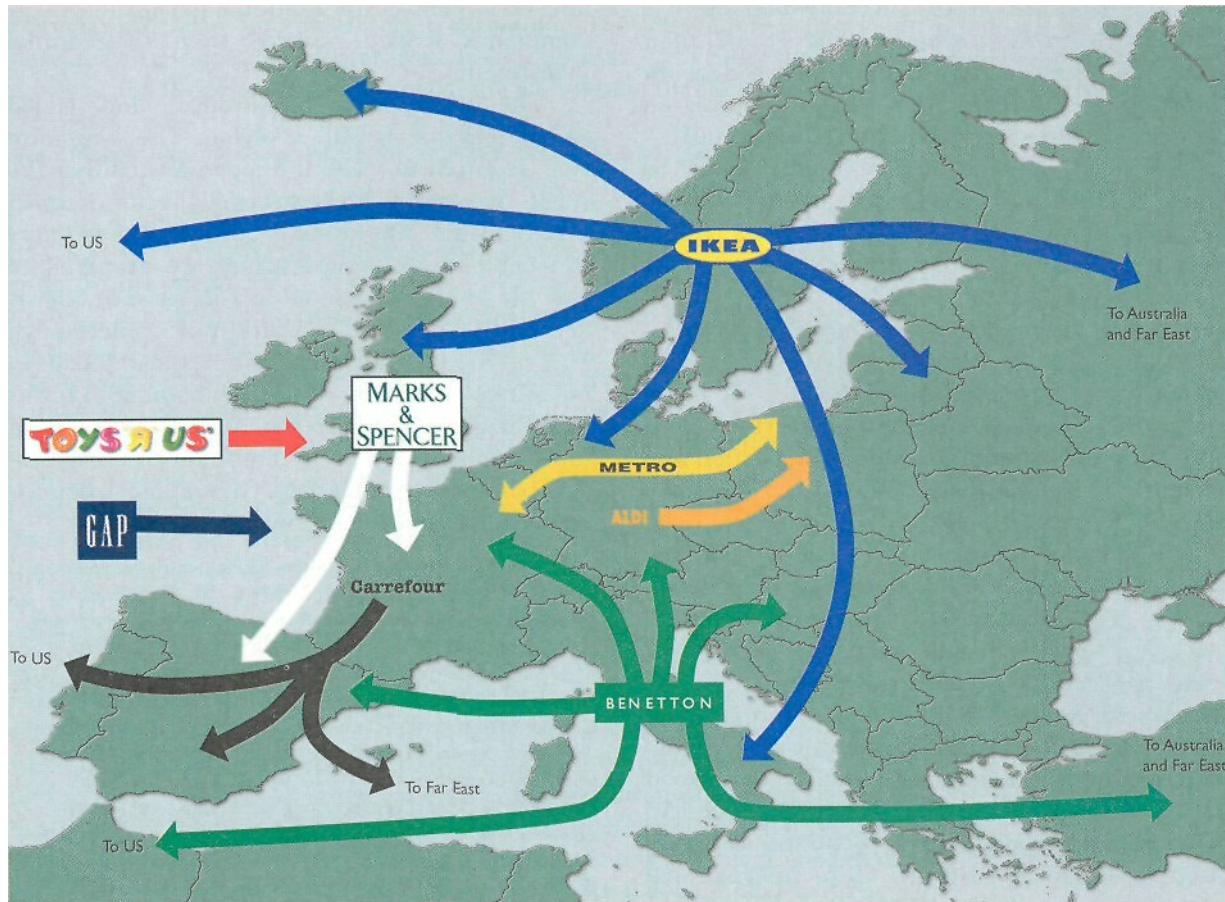 IKEA
To US
To Australia
and Far East
MARKS
&
SPENCER
TOYS R US
METRO
GAP
ALDI
Carrefour
To US
BENETTON
To Far East
To Australia
and Far East
To US